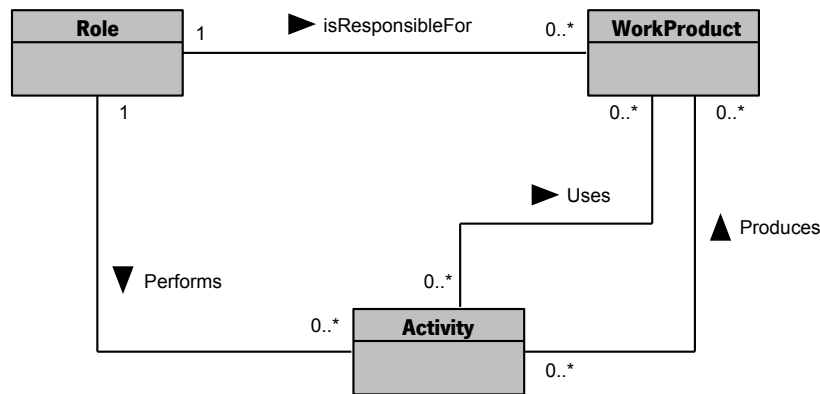 Role
1
isResponsibleFor
0..*
WorkProduct
1
0..*
0..*
Uses
Produces
Performs
0..*
0..*
Activity
0..*